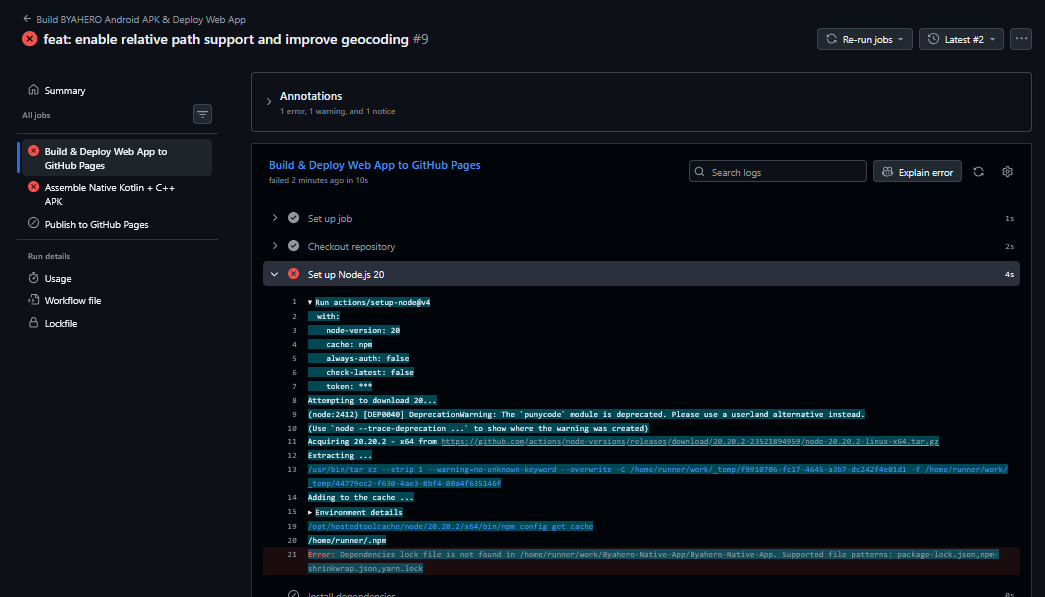 Build BYAHERO Android APK & Deploy Web App
feat: enable relative path support and improve geocoding #9
Re-run jobs
Latest #2
Summary
All jobs
Build & Deploy Web App to
GitHub Pages
Assemble Native Kotlin + C++
APK
Publish to GitHub Pages
Run details
Usage
Workflow file
Lockfile
Annotations
1 error, 1 warning, and 1 notice
Build & Deploy Web App to GitHub Pages
failed 2 minutes ago in 10s
Search logs
Explain error
Set up job 1s
Checkout repository 2s
Set up Node.js 20 4s
1 Run actions/setup-node@v4
2 with:
3 node-version: 20
4 cache: npm
5 always-auth: false
6 check-latest: false
7 token: ***
8 Attempting to download 20...
9 (node:2412) [DEP0040] DeprecationWarning: The `punycode` module is deprecated. Please use a userland alternative instead.
10 (Use `node --trace-deprecation ...` to show where the warning was created)
11 Acquiring 20.20.2 - x64 from https://github.com/actions/node-versions/releases/download/20.20.2-23521894959/node-20.20.2-linux-x64.tar.gz
12 Extracting ...
13 /usr/bin/tar xz --strip 1 --warning=no-unknown-keyword --overwrite -C /home/runner/work/_temp/f9910706-fc17-4645-a3b7-dc242f4e01d1 -f /home/runner/work/
_temp/44779ec2-f630-4ae3-8bf4-00a4f635146f
14 Adding to the cache ...
15 Environment details
19 /opt/hostedtoolcache/node/20.20.2/x64/bin/npm config get cache
20 /home/runner/.npm
21 Error: Dependencies lock file is not found in /home/runner/work/Byahero-Native-App/Byahero-Native-App. Supported file patterns: package-lock.json,npm-
shrinkwrap.json,yarn.lock
Install dependencies 0s